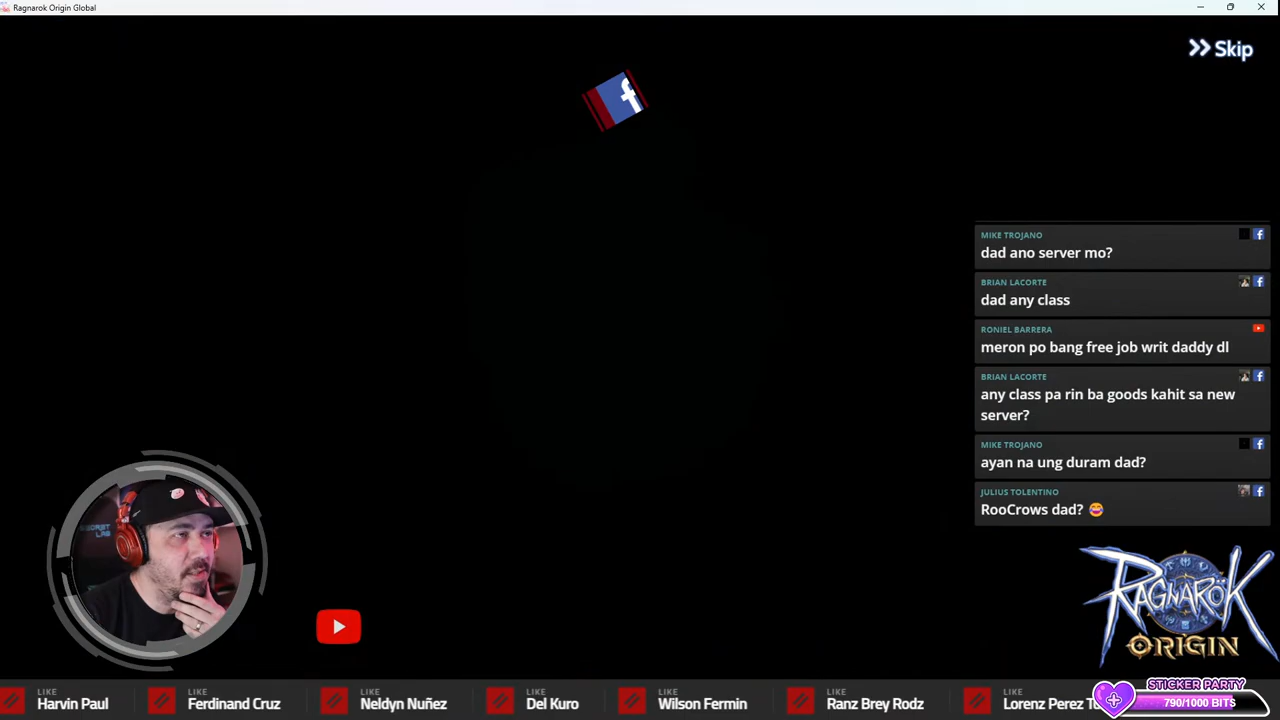 Ragnarok Origin Global
Skip
f
MIKE TROJANO
dad ano server mo?
BRIAN LACORTE
dad any class
RONIEL BARRERA
meron po bang free job writ daddy dl
BRIAN LACORTE
any class pa rin ba goods kahit sa new
server?
MIKE TROJANO
ayan na ung duram dad?
JULIUS TOLENTINO
RooCrows dad? 😂
RAGNARÖK
ORIGIN
STICKER PARTY
790/1000 BITS
LIKE
Harvin Paul
LIKE
Ferdinand Cruz
LIKE
Neldyn Nuñez
LIKE
Del Kuro
LIKE
Wilson Fermin
LIKE
Ranz Brey Rodz
LIKE
Lorenz Perez